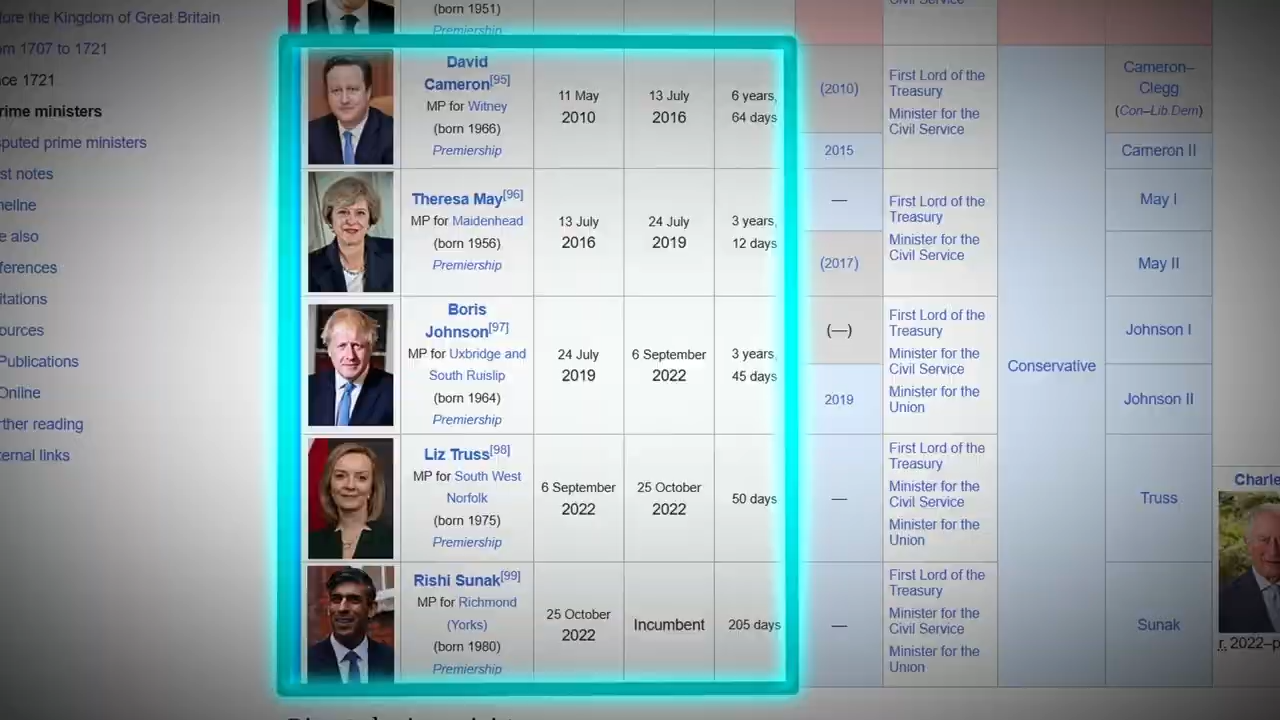 (born 1951)
Premiership
Civil Service
fore the Kingdom of Great Britain
om 1707 to 1721
ce 1721
rime ministers
sputed prime ministers
st notes
meline
e also
ferences
itations
ources
Publications
Online
rther reading
ternal links
David
Cameron[95]
MP for Witney
(born 1966)
Premiership
11 May
2010
13 July
2016
6 years,
64 days
(2010)
2015
First Lord of the
Treasury
Minister for the
Civil Service
Cameron–
Clegg
(Con–Lib.Dem)
Cameron II
Theresa May[96]
MP for Maidenhead
(born 1956)
Premiership
13 July
2016
24 July
2019
3 years,
12 days
—
(2017)
First Lord of the
Treasury
Minister for the
Civil Service
May I
May II
Boris
Johnson[97]
MP for Uxbridge and
South Ruislip
(born 1964)
Premiership
24 July
2019
6 September
2022
3 years,
45 days
(—)
2019
First Lord of the
Treasury
Minister for the
Civil Service
Minister for the
Union
Conservative
Johnson I
Johnson II
Liz Truss[98]
MP for South West
Norfolk
(born 1975)
Premiership
6 September
2022
25 October
2022
50 days
—
First Lord of the
Treasury
Minister for the
Civil Service
Minister for the
Union
Truss
Charle
Rishi Sunak[99]
MP for Richmond
(Yorks)
(born 1980)
Premiership
25 October
2022
Incumbent
205 days
—
First Lord of the
Treasury
Minister for the
Civil Service
Minister for the
Union
Sunak
r. 2022–p